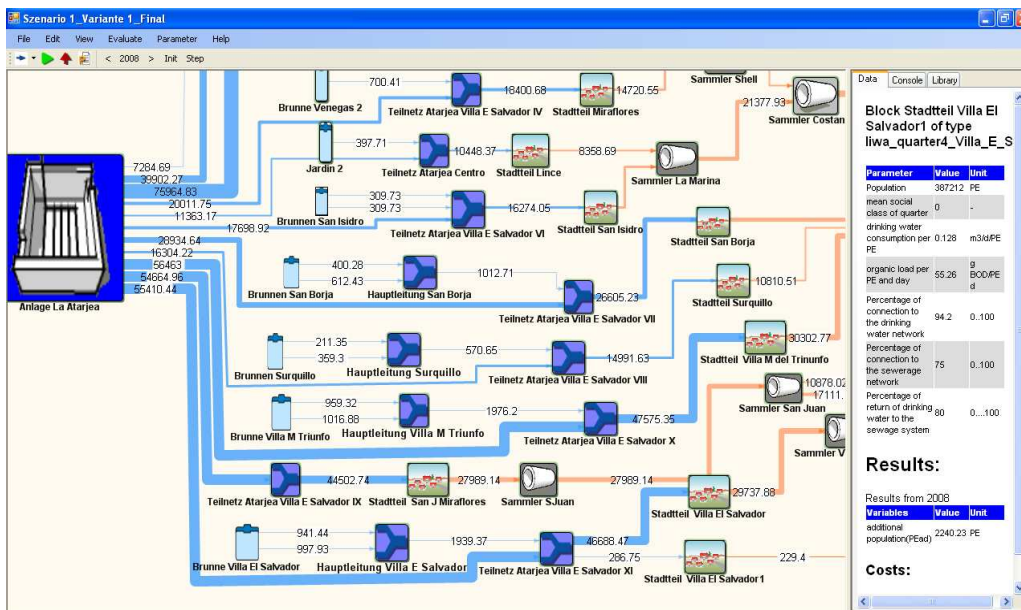 Szenario 1_Variante 1_Final
File Edit View Evaluate Parameter Help
< 2008 > Init Step
700.41
Brunne Venegas 2
18400.68
Teilnetz Atarjea Villa E Salvador IV
14720.55
Stadtteil Miraflores
Sammler Shell
21377.93
Sammler Costan
397.71
Jardin 2
10448.37
Teilnetz Atarjea Centro
Stadtteil Lince
8358.69
Sammler La Marina
7284.69
39902.27
75964.83
20011.75
11363.17
17698.92
28934.64
16304.22
56463
54664.96
55410.44
Anlage La Atarjea
309.73
309.73
Brunnen San Isidro
16274.05
Teilnetz Atarjea Villa E Salvador VI
Stadtteil San Isidro
Stadtteil San Borja
400.28
612.43
Brunnen San Borja
Hauptleitung San Borja
1012.71
26605.23
Teilnetz Atarjea Villa E Salvador VII
Stadtteil Surquillo
10810.51
211.35
359.3
Brunnen Surquillo
Hauptleitung Surquillo
570.65
14991.63
Teilnetz Atarjea Villa E Salvador VIII
Stadtteil Villa M del Triunfo
30302.77
959.32
1016.88
Brunne Villa M Triunfo
Hauptleitung Villa M Triunfo
1976.2
47575.35
Teilnetz Atarjea Villa E Salvador X
10878.02
17111.
Sammler San Juan
Sammler V
44502.74
Teilnetz Atarjea Villa E Salvador IX
Stadtteil San J Miraflores
27989.14
Sammler SJuan
27989.14
29737.88
Stadtteil Villa El Salvador
941.44
997.93
Brunne Villa El Salvador
Hauptleitung Villa E Salvador
1939.37
46688.47
286.75
Teilnetz Atarjea Villa E Salvador XI
Stadtteil Villa El Salvador1
229.4
Data Console Library
Block Stadtteil Villa El
Salvador1 of type
liwa_quarter4_Villa_E_S
Parameter Value Unit
Population 387212 PE
mean social
class of quarter 0 -
drinking water
consumption per 0.128 m3/d/PE
PE
organic load per 55.26 g
PE and day BOD/PE
d
Percentage of
connection to 94.2 0..100
the drinking
water network
Percentage of
connection to 75 0..100
the sewerage
network
Percentage of
return of drinking 80 0....100
water to the
sewage system
Results:
Results from 2008
Variables Value Unit
additional 2240.23 PE
population(PEad)
Costs: